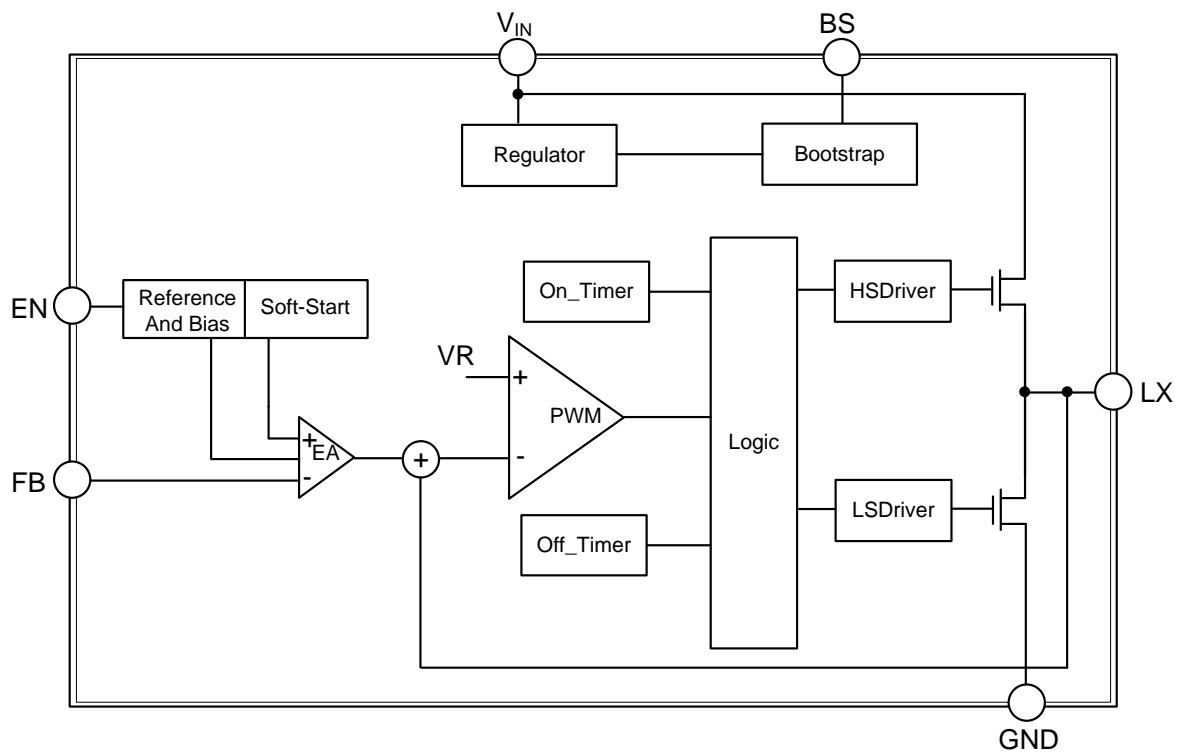 VIN
BS
Regulator
Bootstrap
EN
Reference
And Bias
Soft-Start
On_Timer
HSDriver
VR
+
PWM
-
LX
Logic
+
EA
-
+
FB
LSDriver
Off_Timer
GND